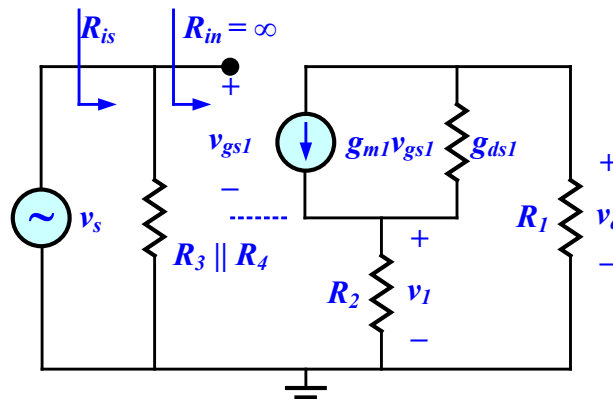 R_is
R_in = ∞
+
v_gs1
−
g_m1v_gs1
g_ds1
~
v_s
R_3 || R_4
+
R_2
v_1
−
R_1
+
−